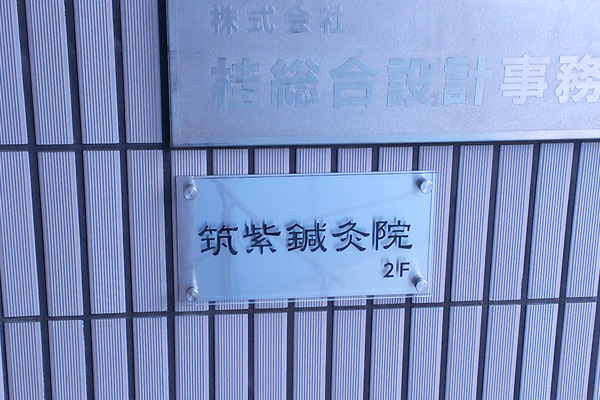 株式会社
桂総合設計事務
筑紫鍼灸院
2F